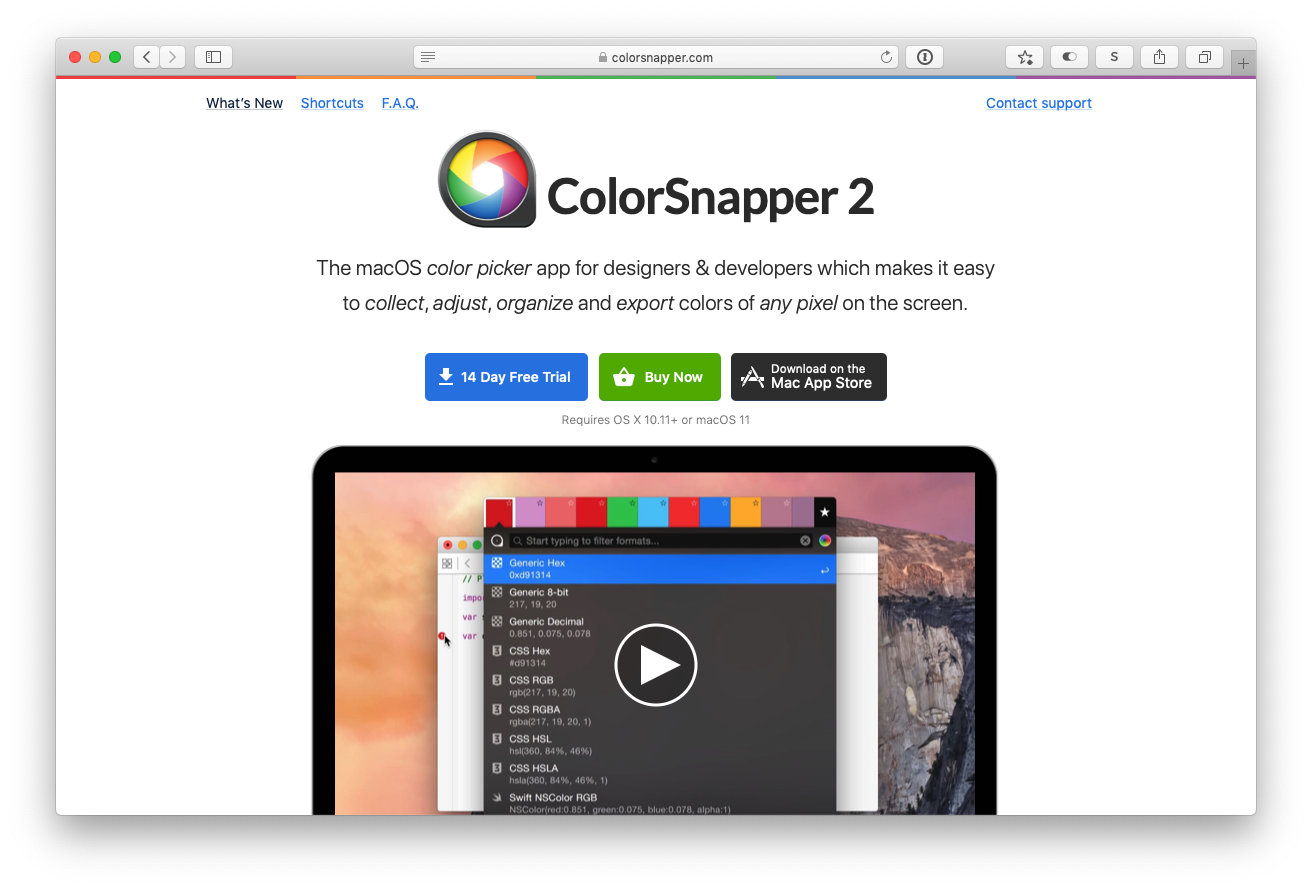 colorsnapper.com
S
What's New Shortcuts F.A.Q. Contact support
ColorSnapper 2
The macOS color picker app for designers & developers which makes it easy
to collect, adjust, organize and export colors of any pixel on the screen.
14 Day Free Trial
Buy Now
Download on the
Mac App Store
Requires OS X 10.11+ or macOS 11
Start typing to filter formats...
Generic Hex
0xd91314
Generic 8-bit
217, 19, 20
Generic Decimal
0.851, 0.075, 0.078
CSS Hex
#d91314
CSS RGB
rgb(217, 19, 20)
CSS RGBA
rgba(217, 19, 20, 1)
CSS HSL
hsl(360, 84%, 46%)
CSS HSLA
hsla(360, 84%, 46%, 1)
Swift NSColor RGB
NSColor(red:0.851, green:0.075, blue:0.078, alpha:1)
// P
impo
var
var